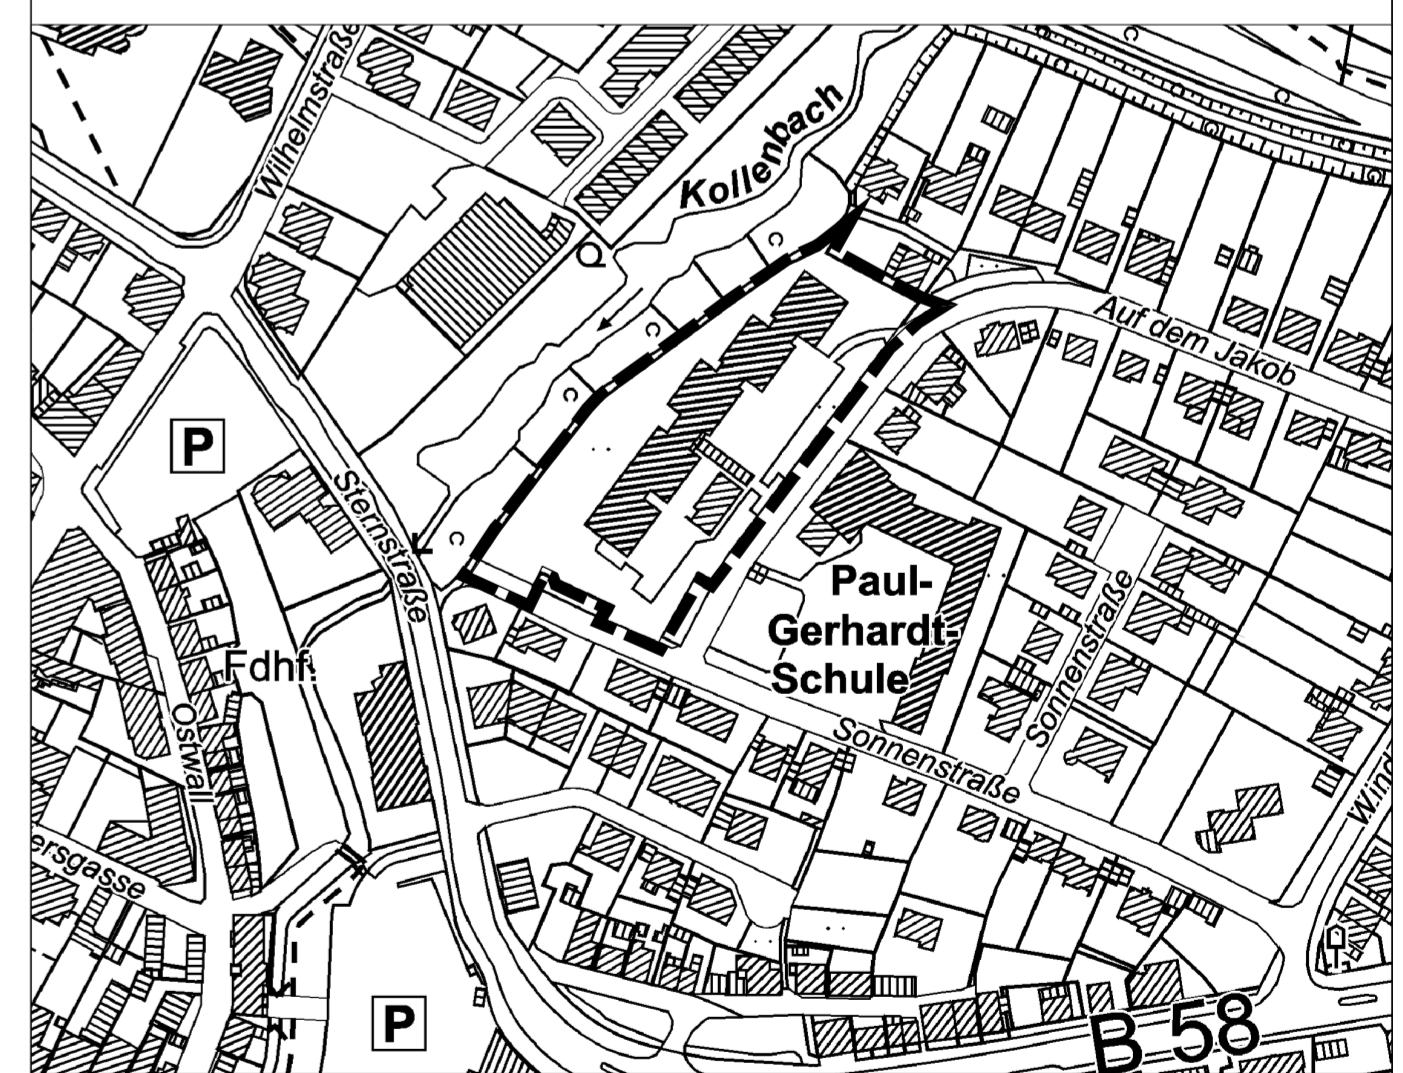 Wilhelmstraße
Kollenbach
Auf dem Jakob
P
Sternstraße
Paul-
Gerhardt-
Schule
Sonnenstraße
Fdhf.
Ostwall
Sonnenstraße
ersgasse
P
B 58